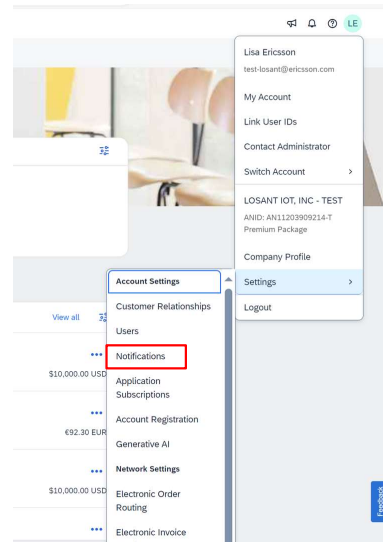 LE
Lisa Ericsson
test-losant@ericsson.com
My Account
Link User IDs
Contact Administrator
Switch Account
LOSANT IOT, INC - TEST
ANID: AN11203909214-T
Premium Package
Company Profile
Settings
Logout
Account Settings
Customer Relationships
Users
Notifications
Application
Subscriptions
Account Registration
Generative AI
Network Settings
Electronic Order
Routing
Electronic Invoice
View all
$10,000.00 USD
€92.30 EUR
$10,000.00 USD
Feedback